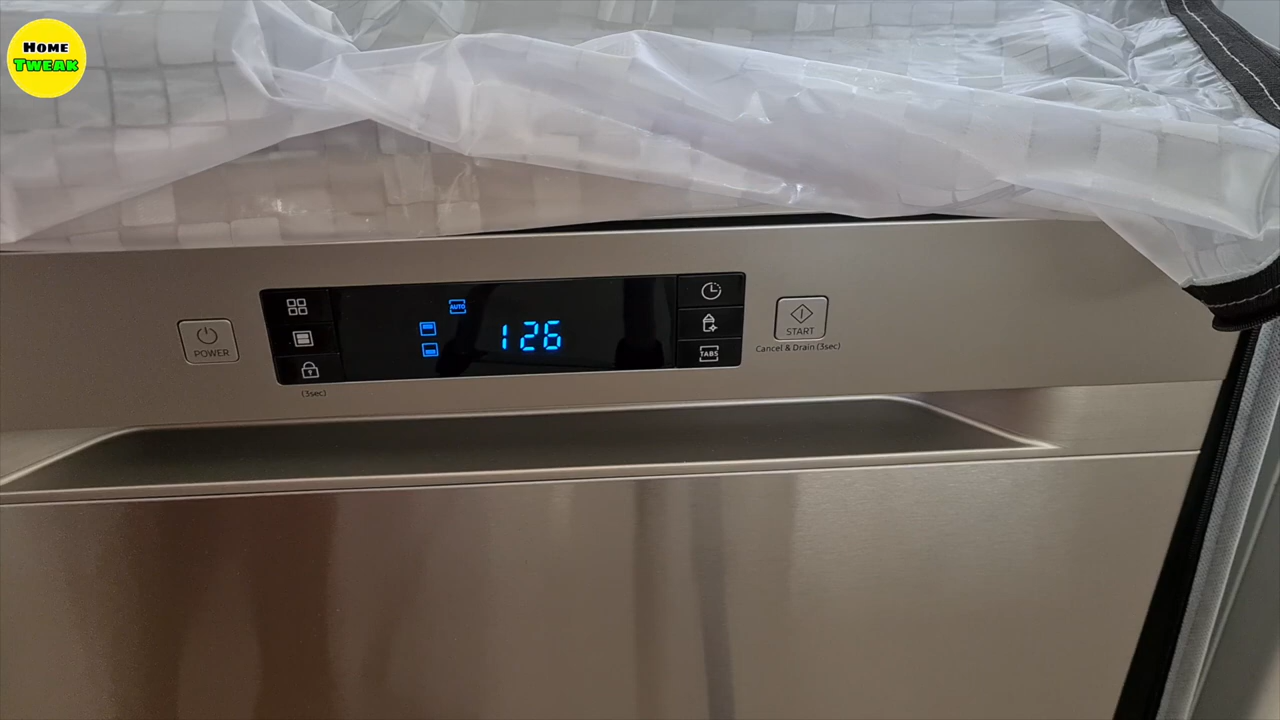 HOME
TWEAK
POWER
(3sec)
AUTO
126
TABS
START
Cancel & Drain (3sec)